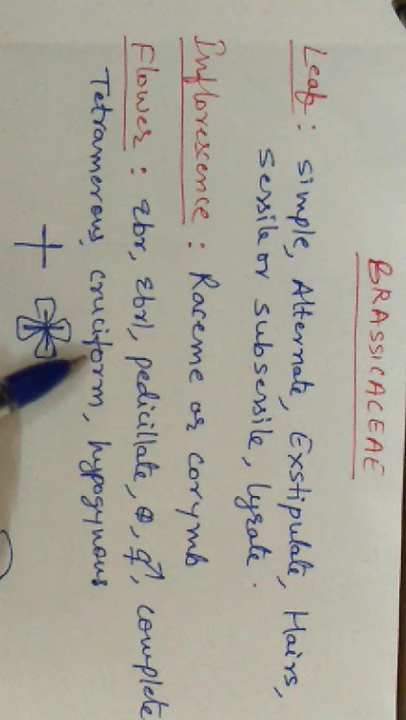 BRASSICACEAE
Leaf : Simple, Alternate, Exstipulate, Hairs,
Sessile or subsessile, lyrate.
Inflorescence : Raceme or corymb
Flower : Ebr, Ebrl, pedicillate, ⊕, ⚥, complete
Tetramerous, cruciform, hypogynous